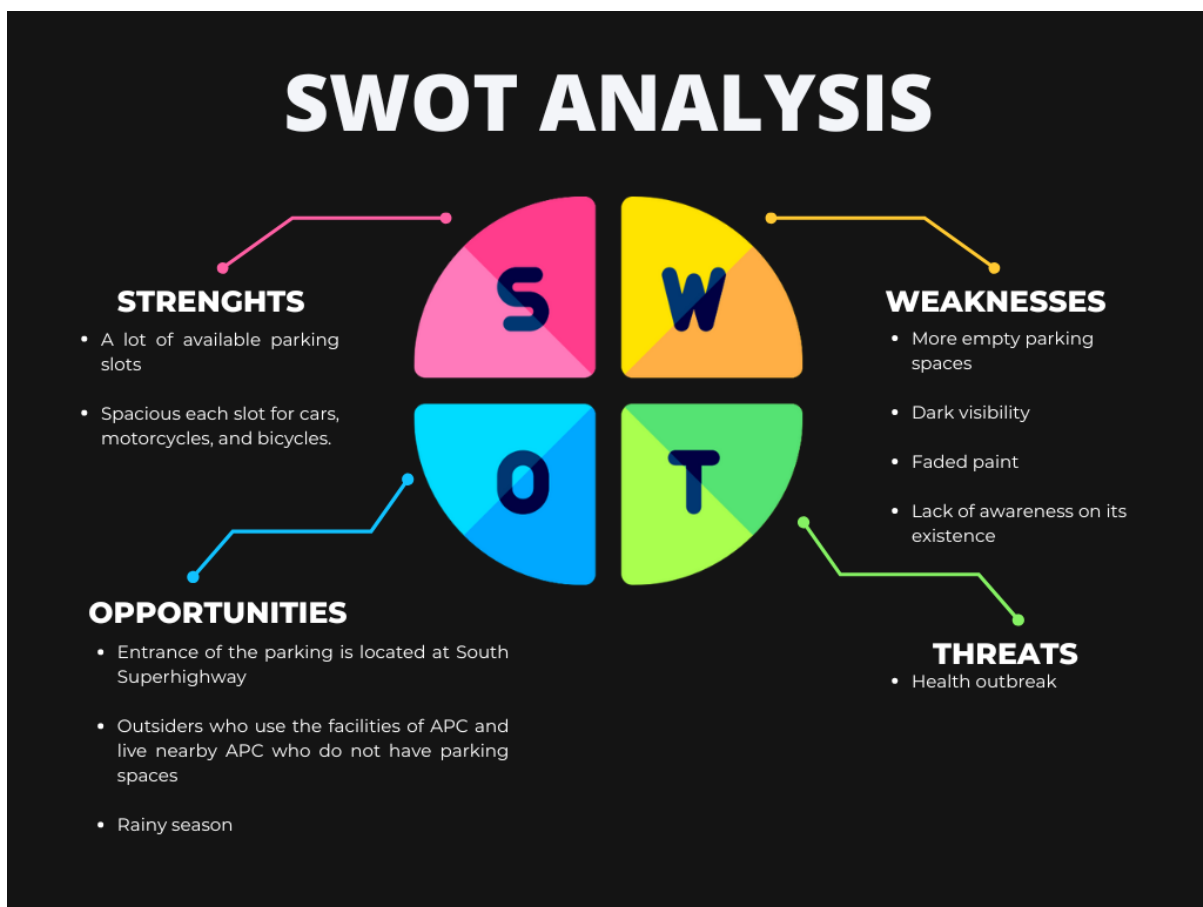 SWOT ANALYSIS
S
W
O
T
STRENGHTS
• A lot of available parking
slots
• Spacious each slot for cars,
motorcycles, and bicycles.
WEAKNESSES
• More empty parking
spaces
• Dark visibility
• Faded paint
• Lack of awareness on its
existence
OPPORTUNITIES
• Entrance of the parking is located at South
Superhighway
• Outsiders who use the facilities of APC and
live nearby APC who do not have parking
spaces
• Rainy season
THREATS
• Health outbreak